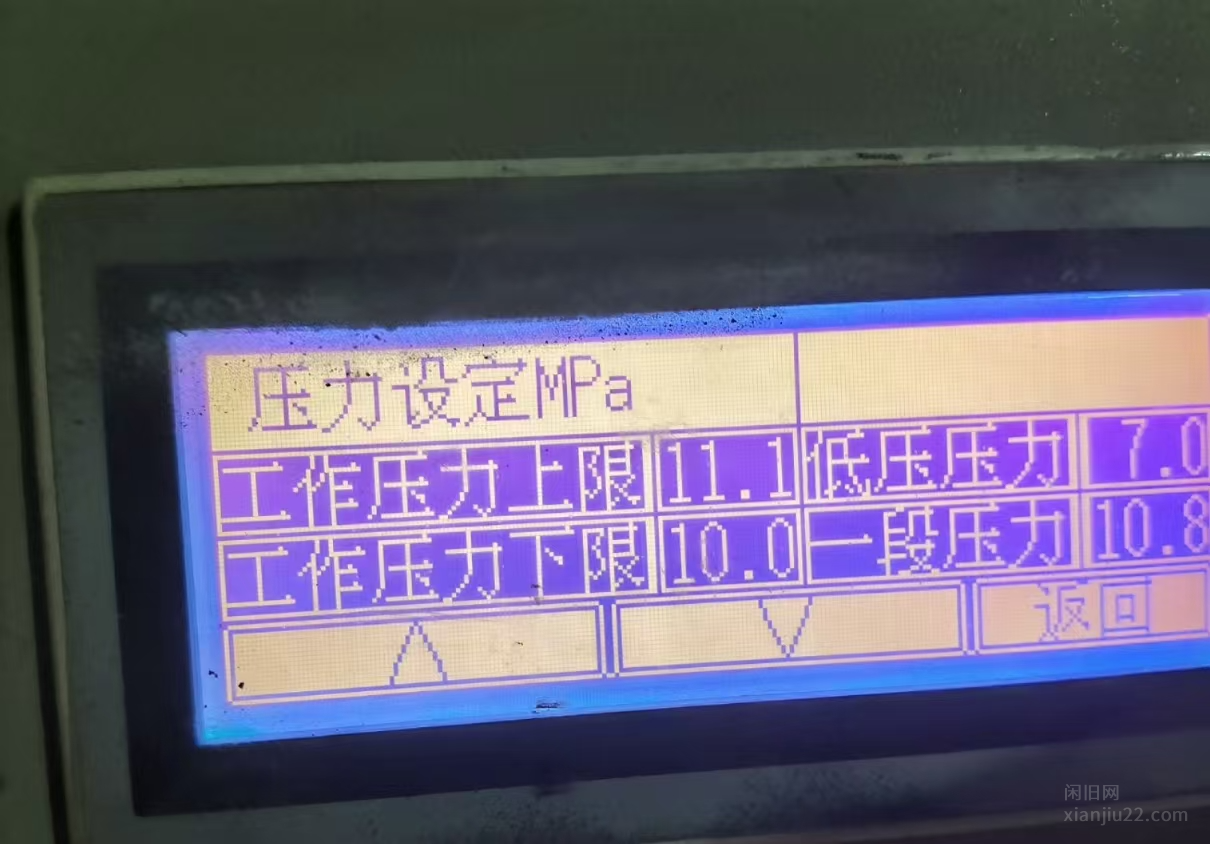 压力设定MPa
工作压力上限 11.1 低压压力 7.0
工作压力下限 10.0 一段压力 10.8
∧ ∨ 返回
闲旧网
xianjiu22.com